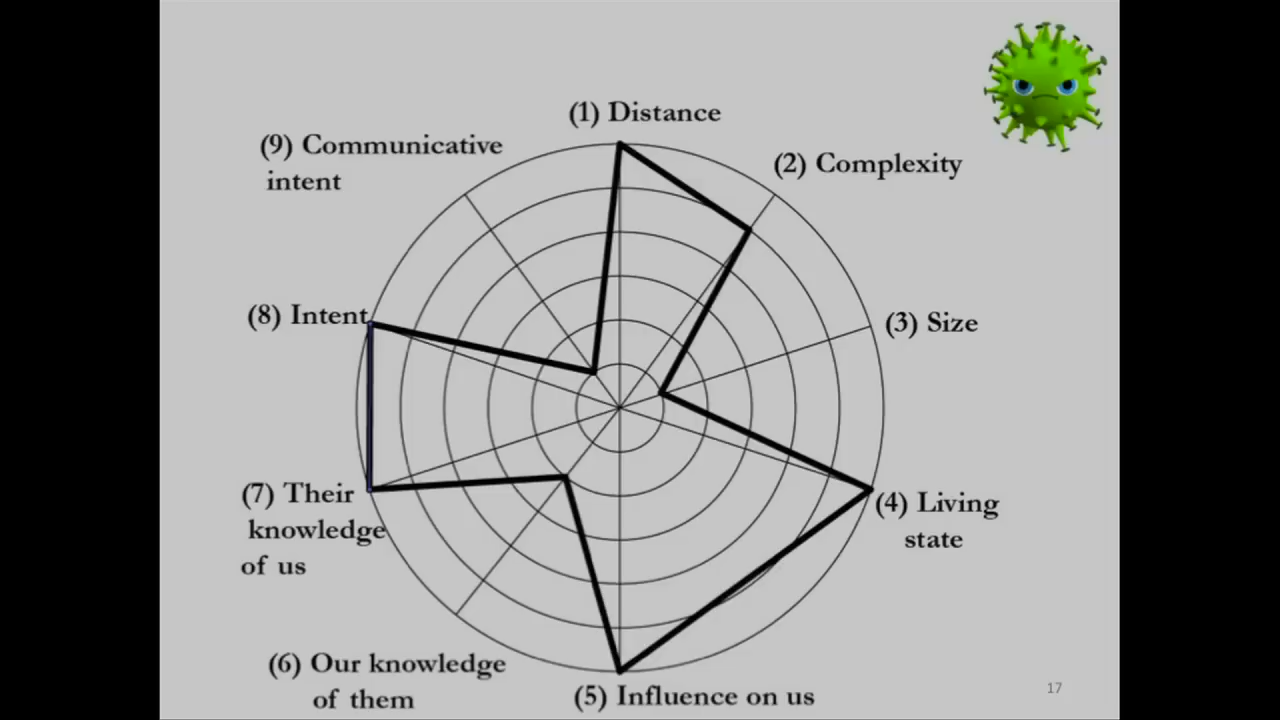 (1) Distance
(2) Complexity
(3) Size
(4) Living
state
(5) Influence on us
(6) Our knowledge
of them
(7) Their
knowledge
of us
(8) Intent
(9) Communicative
intent
17